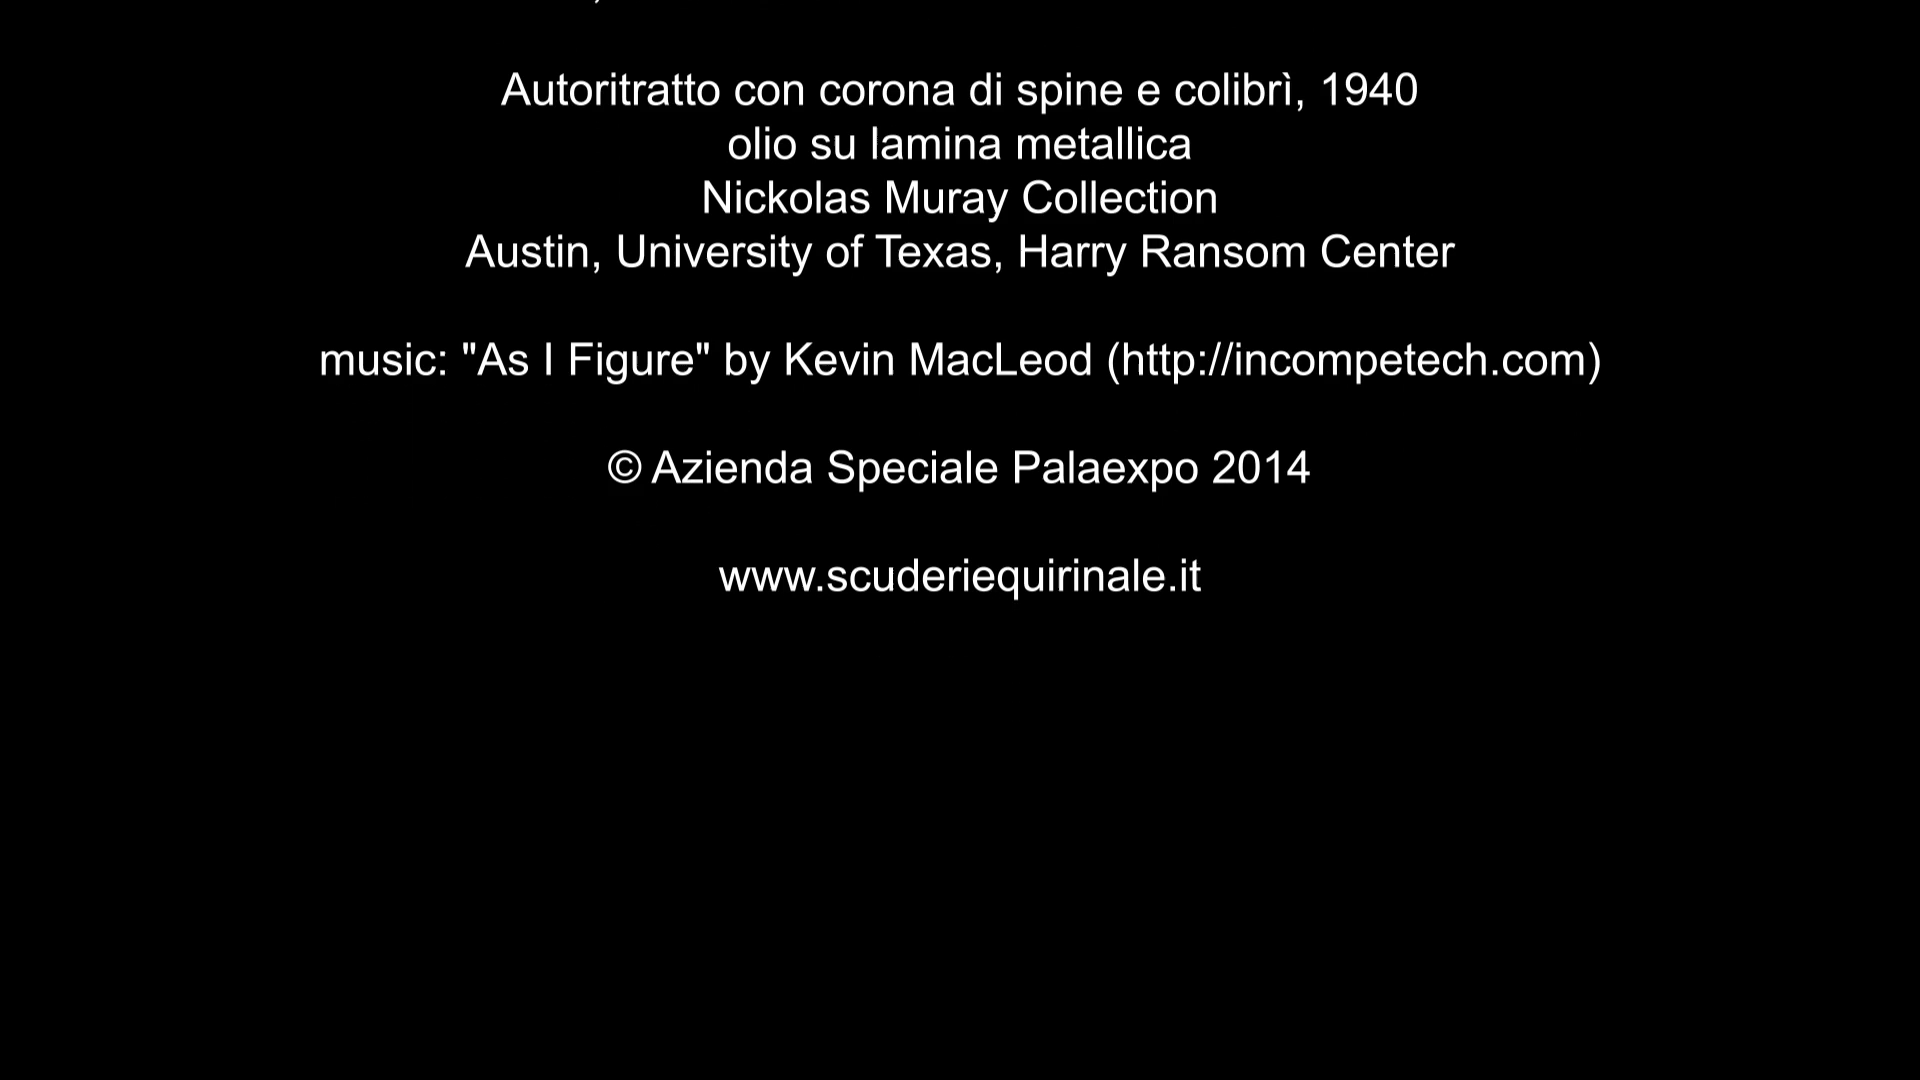 Autoritratto con corona di spine e colibrì, 1940
olio su lamina metallica
Nickolas Muray Collection
Austin, University of Texas, Harry Ransom Center
music: "As I Figure" by Kevin MacLeod (http://incompetech.com)
© Azienda Speciale Palaexpo 2014
www.scuderiequirinale.it